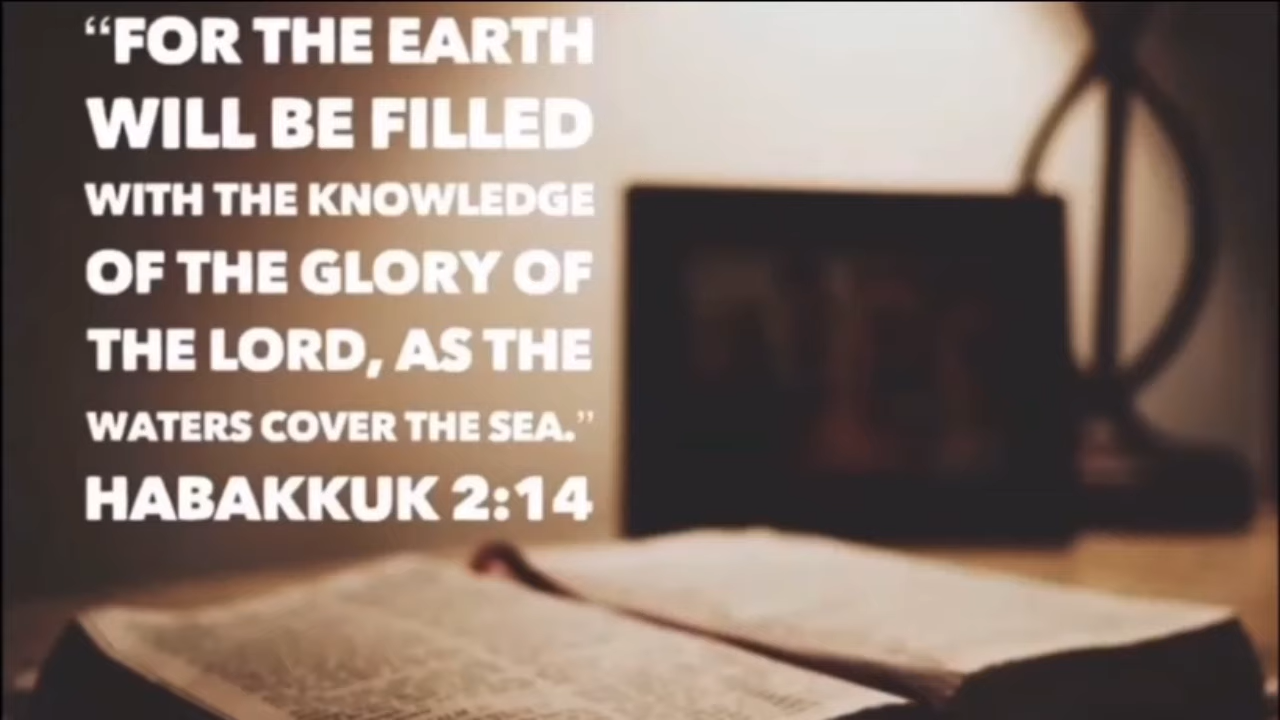 “FOR THE EARTH
WILL BE FILLED
WITH THE KNOWLEDGE
OF THE GLORY OF
THE LORD, AS THE
WATERS COVER THE SEA.”
HABAKKUK 2:14